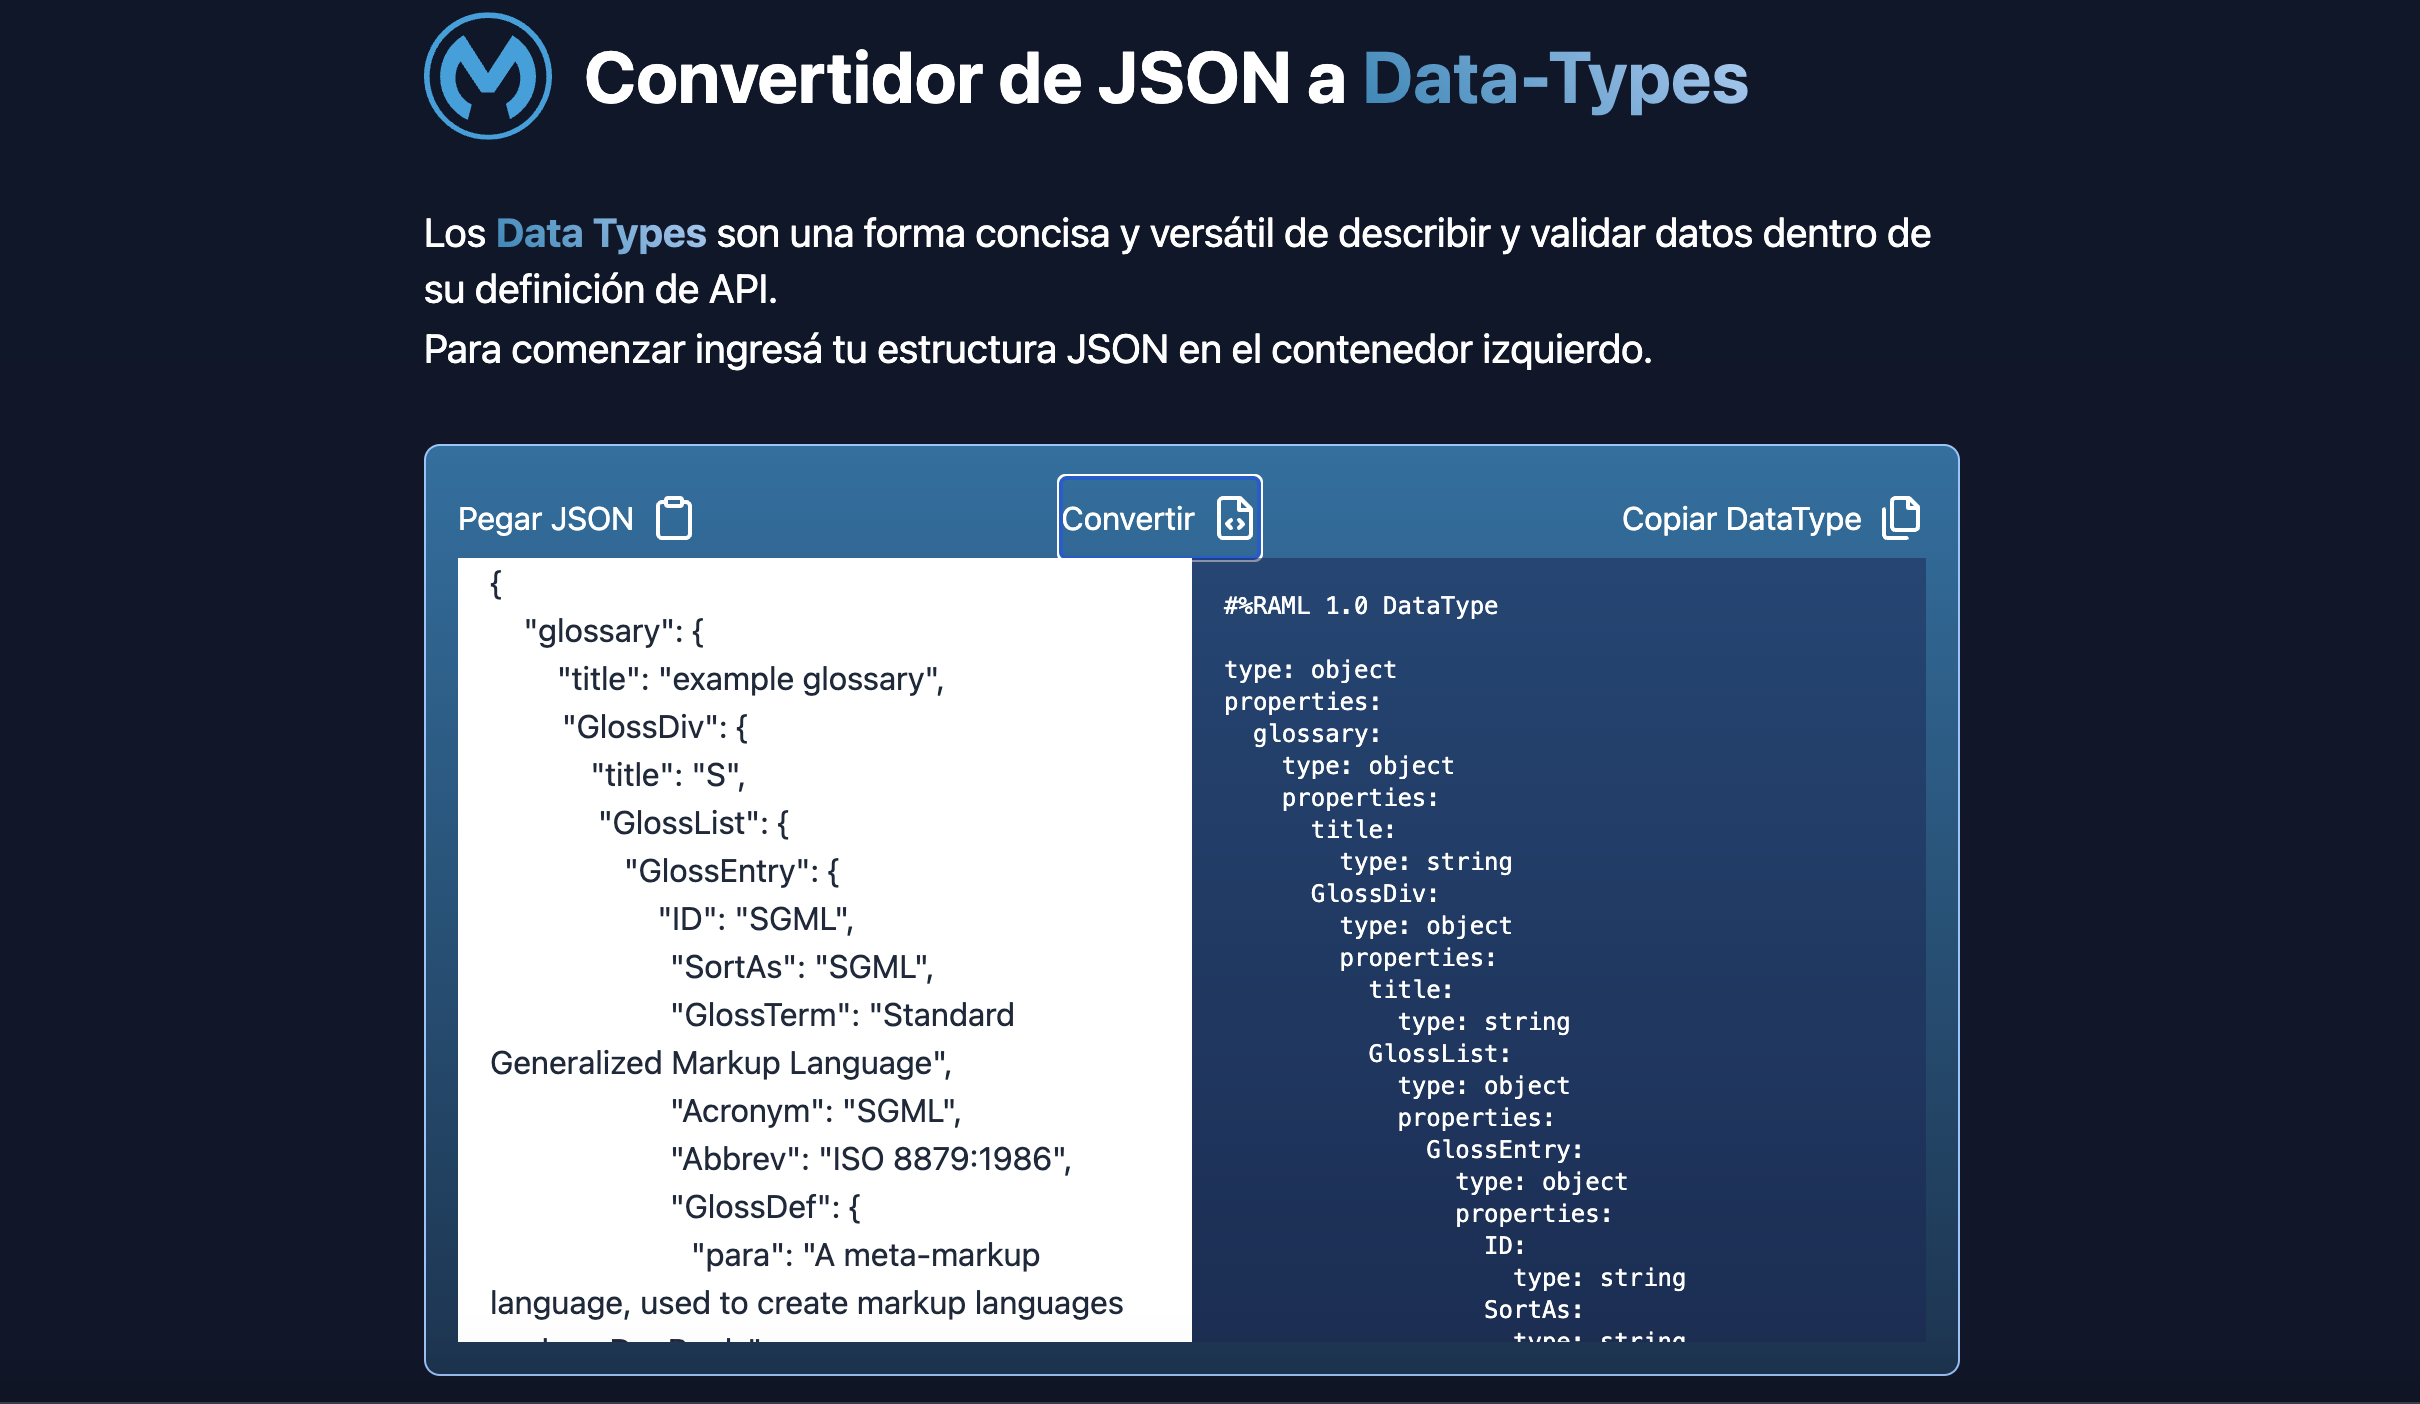 Convertidor de JSON a Data-Types
Los Data Types son una forma concisa y versátil de describir y validar datos dentro de
su definición de API.
Para comenzar ingresá tu estructura JSON en el contenedor izquierdo.
Pegar JSON
Convertir
Copiar DataType
{
"glossary": {
"title": "example glossary",
"GlossDiv": {
"title": "S",
"GlossList": {
"GlossEntry": {
"ID": "SGML",
"SortAs": "SGML",
"GlossTerm": "Standard
Generalized Markup Language",
"Acronym": "SGML",
"Abbrev": "ISO 8879:1986",
"GlossDef": {
"para": "A meta-markup
language, used to create markup languages
#%RAML 1.0 DataType
type: object
properties:
glossary:
type: object
properties:
title:
type: string
GlossDiv:
type: object
properties:
title:
type: string
GlossList:
type: object
properties:
GlossEntry:
type: object
properties:
ID:
type: string
SortAs:
type: string